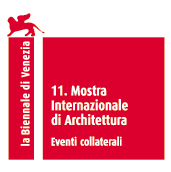 la Biennale di Venezia
11. Mostra
Internazionale
di Architettura
Eventi collaterali